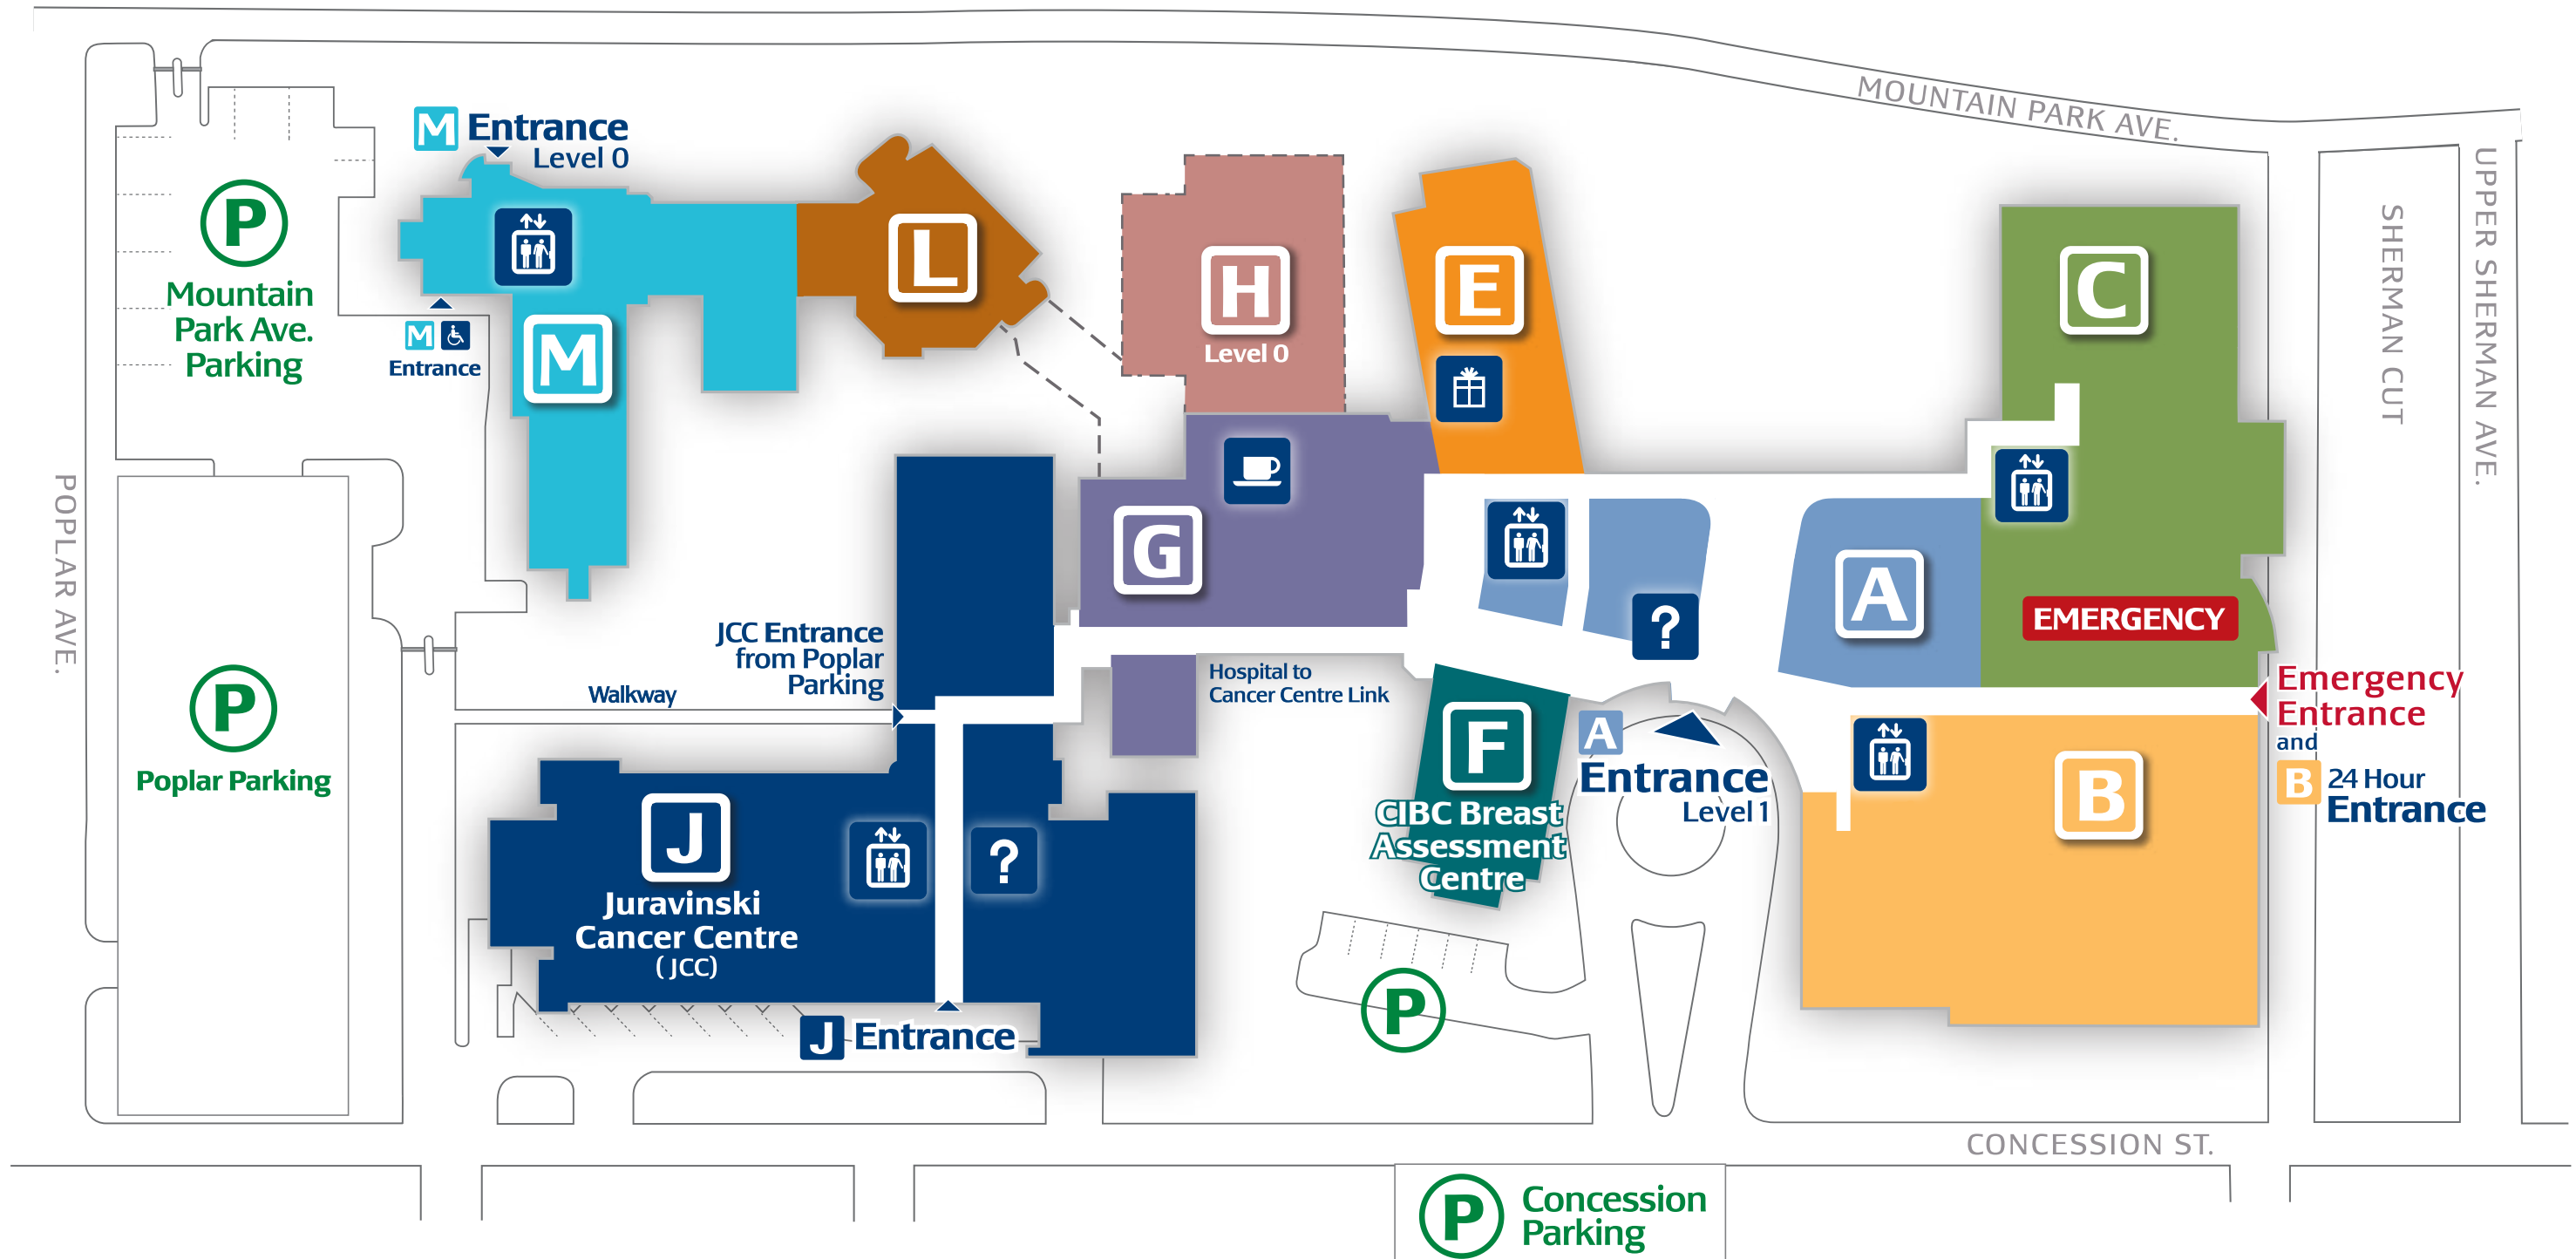 MOUNTAIN PARK AVE.
UPPER SHERMAN AVE.
SHERMAN CUT
POPLAR AVE.
CONCESSION ST.
P
Mountain
Park Ave.
Parking
M Entrance
Level 0
M
Entrance
M
L
H
Level 0
E
C
G
A
EMERGENCY
?
Emergency
Entrance
and
B 24 Hour
Entrance
B
JCC Entrance
from Poplar
Parking
Walkway
Hospital to
Cancer Centre Link
P
Poplar Parking
J
Juravinski
Cancer Centre
( JCC)
?
J Entrance
F
CIBC Breast
Assessment
Centre
A
Entrance
Level 1
P
P
Concession
Parking